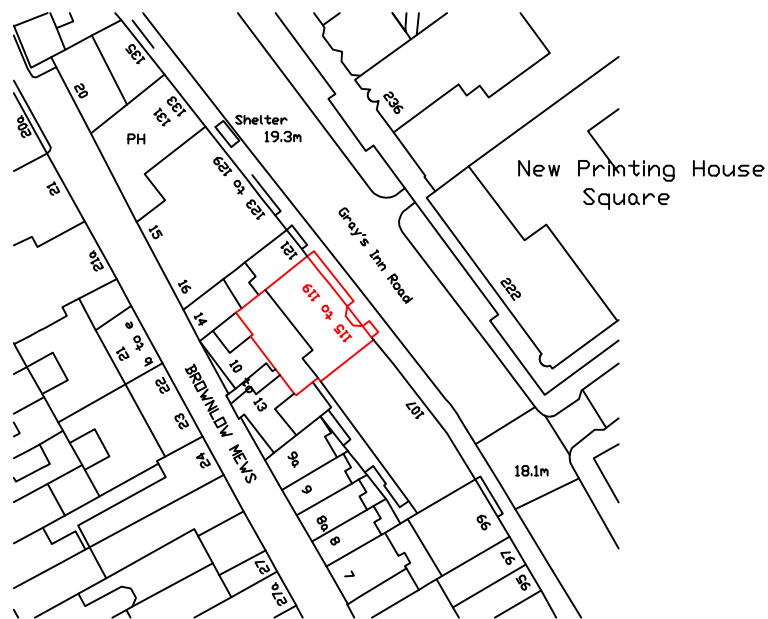 135
133
131
20
236
20a
PH
Shelter
19.3m
New Printing House
Square
123 to 129
21
15
Gray's Inn Road
121
21a
16
222
115 to 119
14
21
b to e
10 to 13
22
23
BROWNLOW MEWS
107
24
9a
18.1m
9
8a
8
99
97
7
27
95
27a